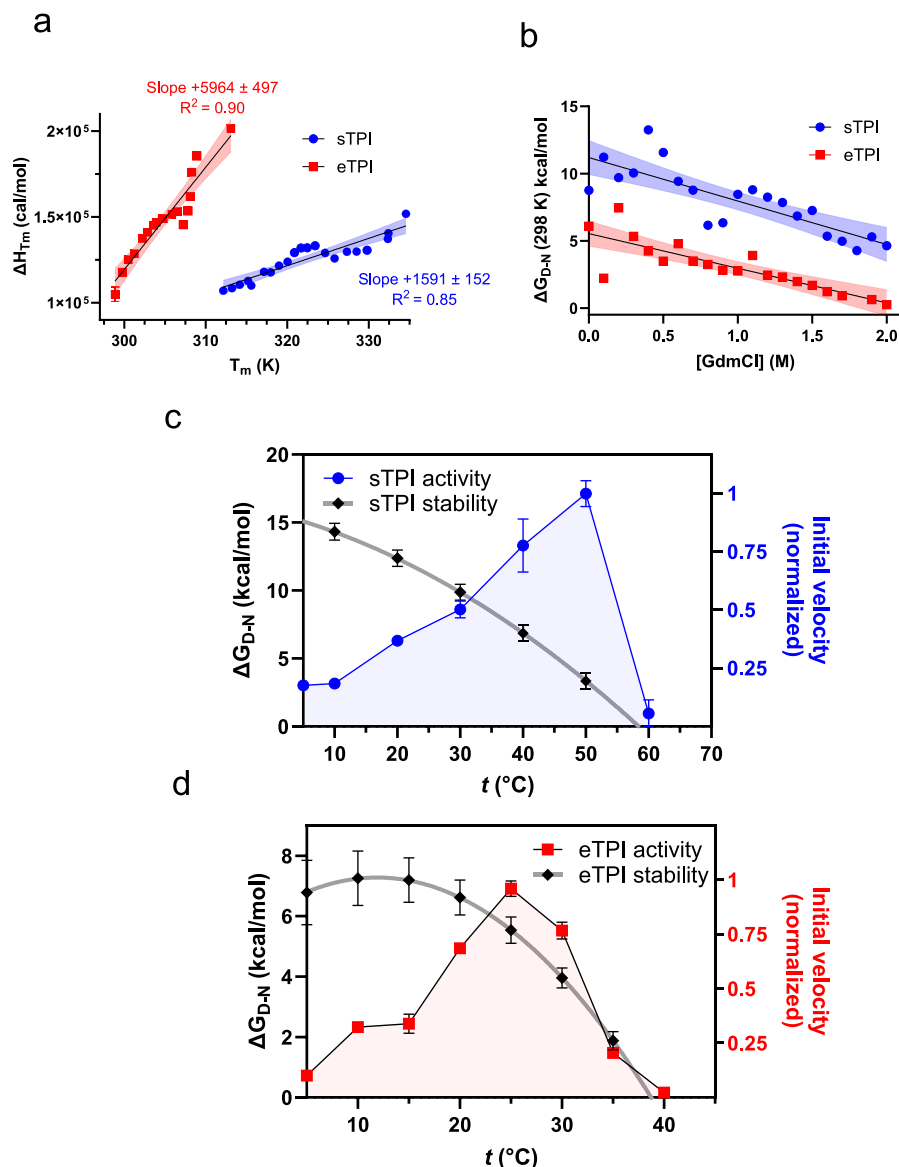 a
Slope +5964 ± 497
R² = 0.90
2×10⁵
1.5×10⁵
1×10⁵
ΔH_Tm (cal/mol)
sTPI
eTPI
Slope +1591 ± 152
R² = 0.85
300 310 320 330
Tₘ (K)
b
15
10
5
0
ΔG_D-N (298 K) kcal/mol
sTPI
eTPI
0.0 0.5 1.0 1.5 2.0
[GdmCl] (M)
c
20
15
10
5
0
ΔG_D-N (kcal/mol)
sTPI activity
sTPI stability
1
0.75
0.5
0.25
Initial velocity
(normalized)
10 20 30 40 50 60 70
t (°C)
d
8
6
4
2
0
ΔG_D-N (kcal/mol)
eTPI activity
eTPI stability
1
0.75
0.5
0.25
Initial velocity
(normalized)
10 20 30 40
t (°C)